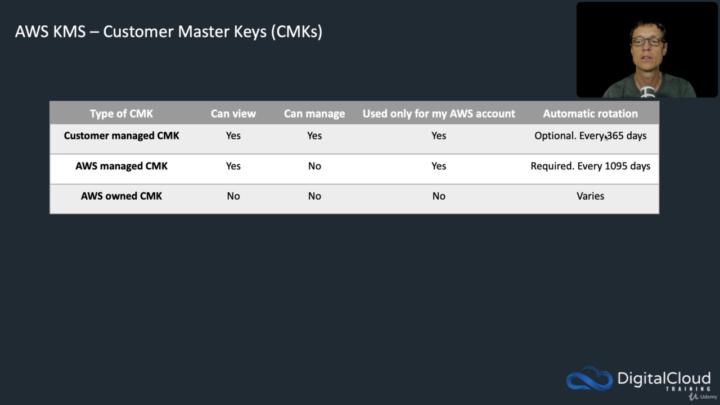 AWS KMS – Customer Master Keys (CMKs)
Type of CMK Can view Can manage Used only for my AWS account Automatic rotation
Customer managed CMK Yes Yes Yes Optional. Every 365 days
AWS managed CMK Yes No Yes Required. Every 1095 days
AWS owned CMK No No No Varies
DigitalCloud
TRAINING
Udemy